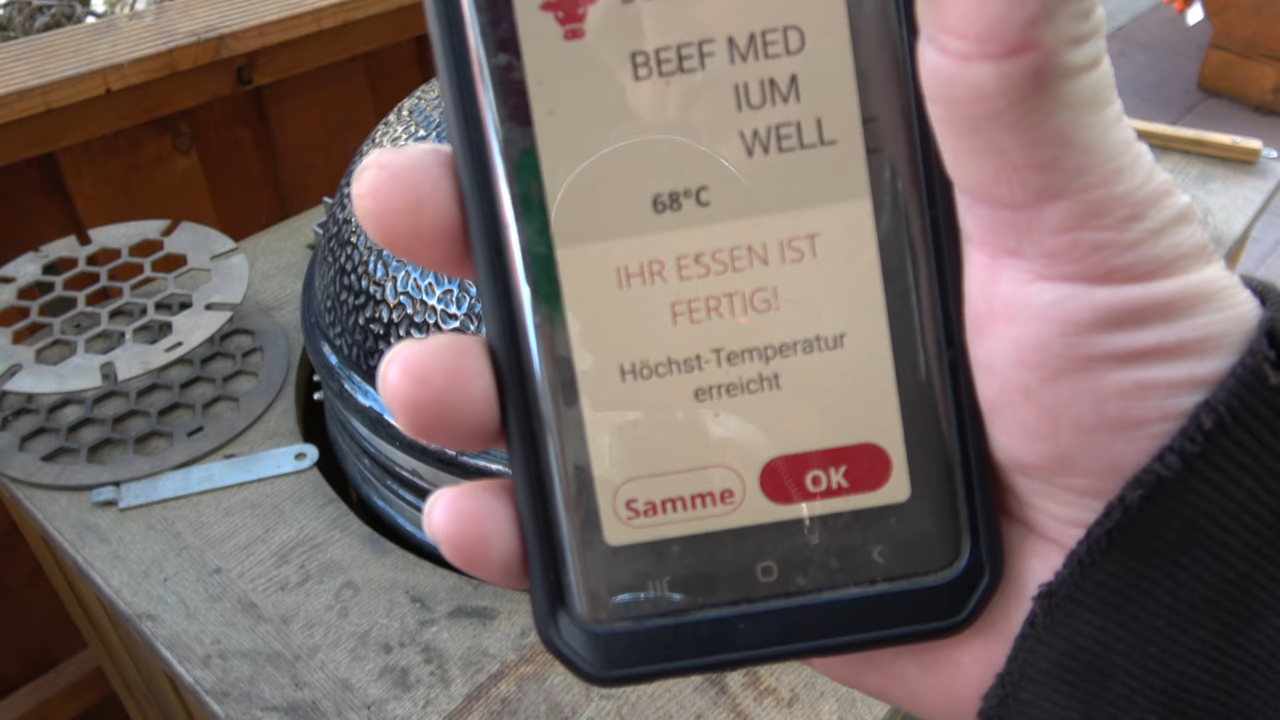 BEEF MED
IUM
WELL
68°C
IHR ESSEN IST
FERTIG!
Höchst-Temperatur
erreicht
Samme
OK